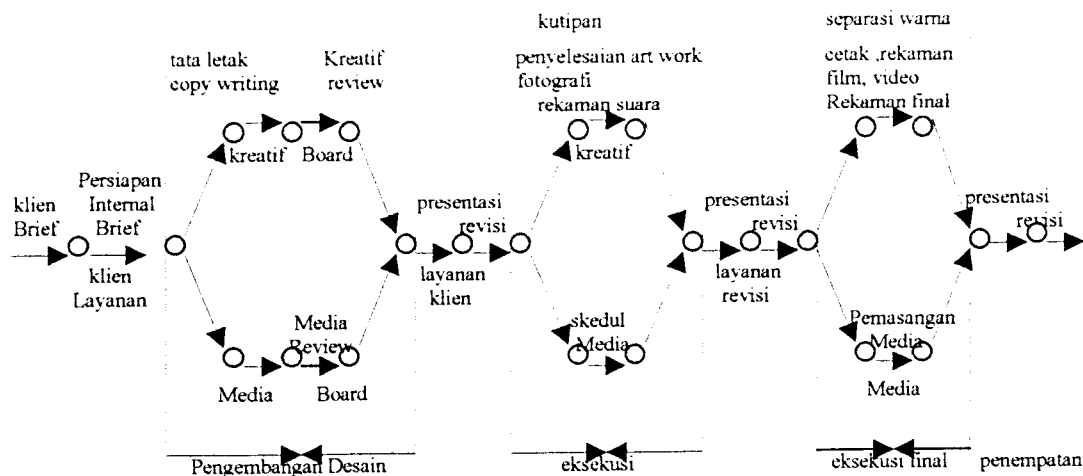 kutipan
separasi warna
tata letak
copy writing
Kreatif
review
penyelesaian art work
fotografi
rekaman suara
cetak ,rekaman
film, video
Rekaman final
kreatif
Board
kreatif
klien
Brief
Persiapan
Internal
Brief
klien
Layanan
presentasi
revisi
layanan
klien
presentasi
revisi
layanan
revisi
presentasi
revisi
Media
Review
Media
Board
skedul
Media
Pemasangan
Media
Media
Pengembangan Desain
eksekusi
eksekusi final
penempatan